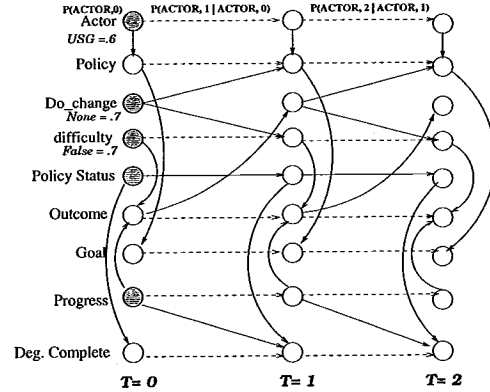 P(ACTOR,0) P(ACTOR, 1 | ACTOR, 0) P(ACTOR, 2 | ACTOR, 1)
Actor
USG=.6
Policy
Do_change
None = .7
difficulty
False = .7
Policy Status
Outcome
Goal
Progress
Deg. Complete
T= 0 T= 1 T= 2